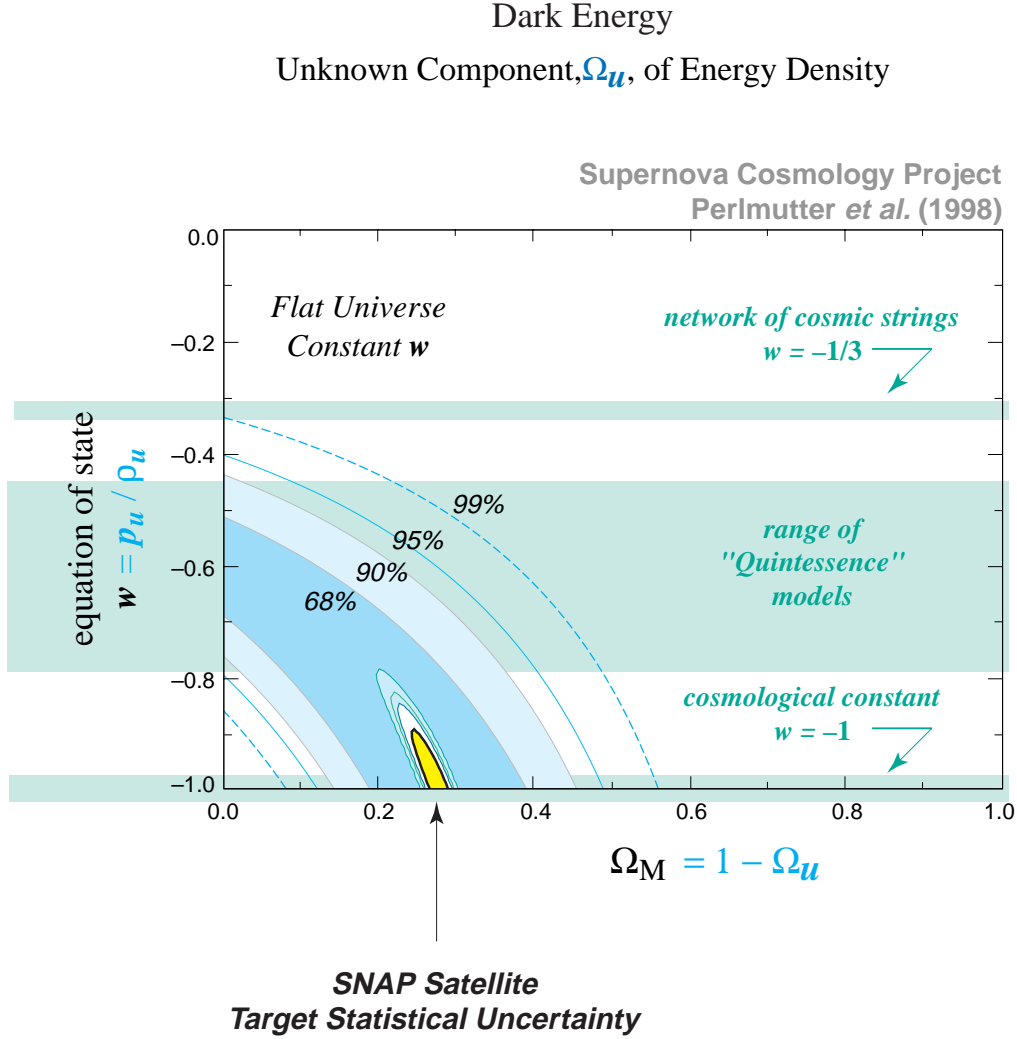 Dark Energy
Unknown Component,Ωu, of Energy Density
Supernova Cosmology Project
Perlmutter et al. (1998)
0.0
–0.2
–0.4
–0.6
–0.8
–1.0
equation of state
w = pu / ρu
Flat Universe
Constant w
network of cosmic strings
w = –1/3
99%
95%
90%
68%
range of
"Quintessence"
models
cosmological constant
w = –1
0.0 0.2 0.4 0.6 0.8 1.0
ΩM = 1 – Ωu
SNAP Satellite
Target Statistical Uncertainty